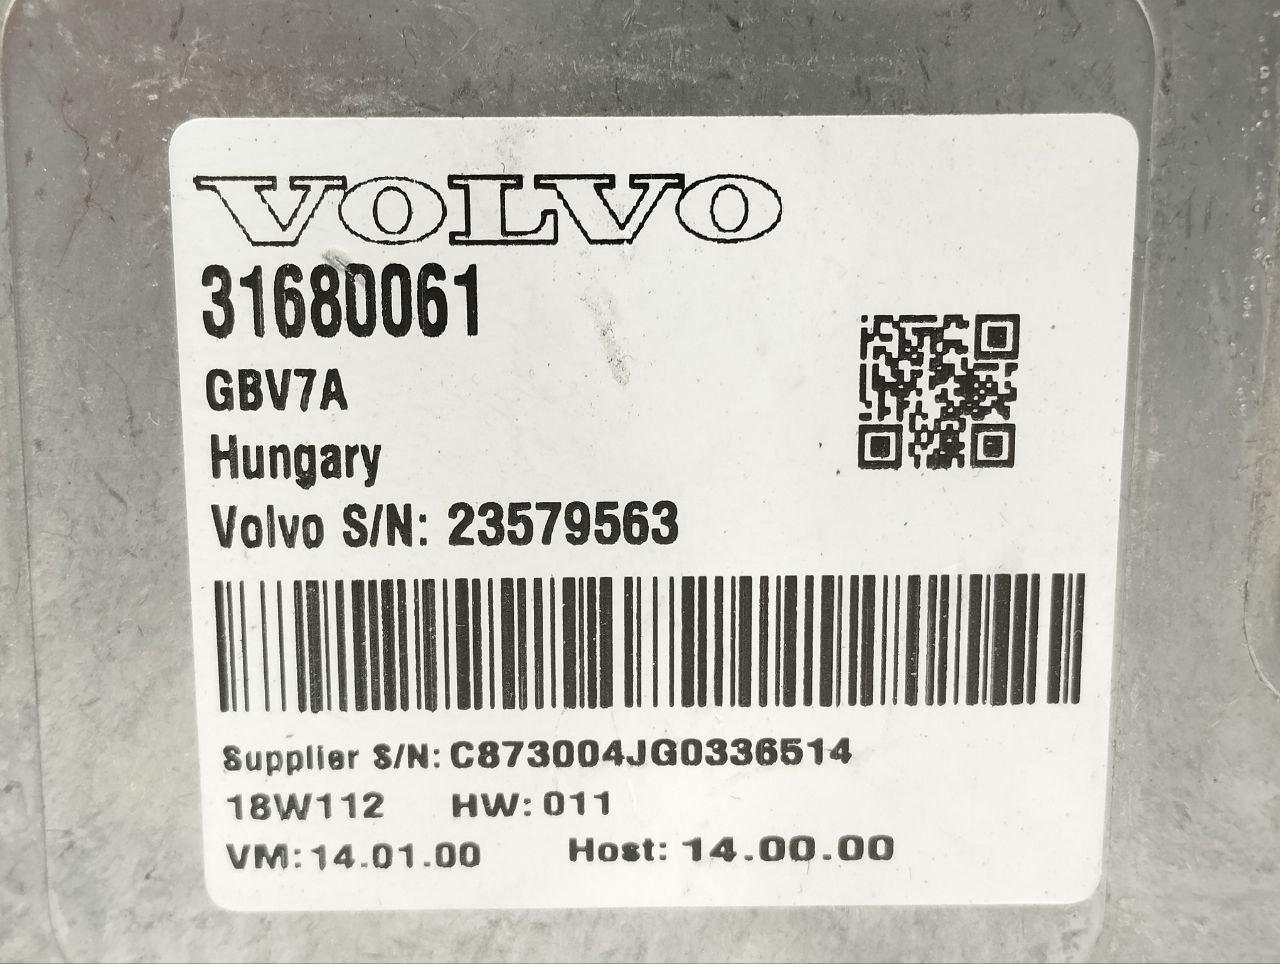 VOLVO
31680061
GBV7A
Hungary
Volvo S/N: 23579563
Supplier S/N: C873004JG0336514
18W112 HW: 011
VM: 14.01.00 Host: 14.00.00